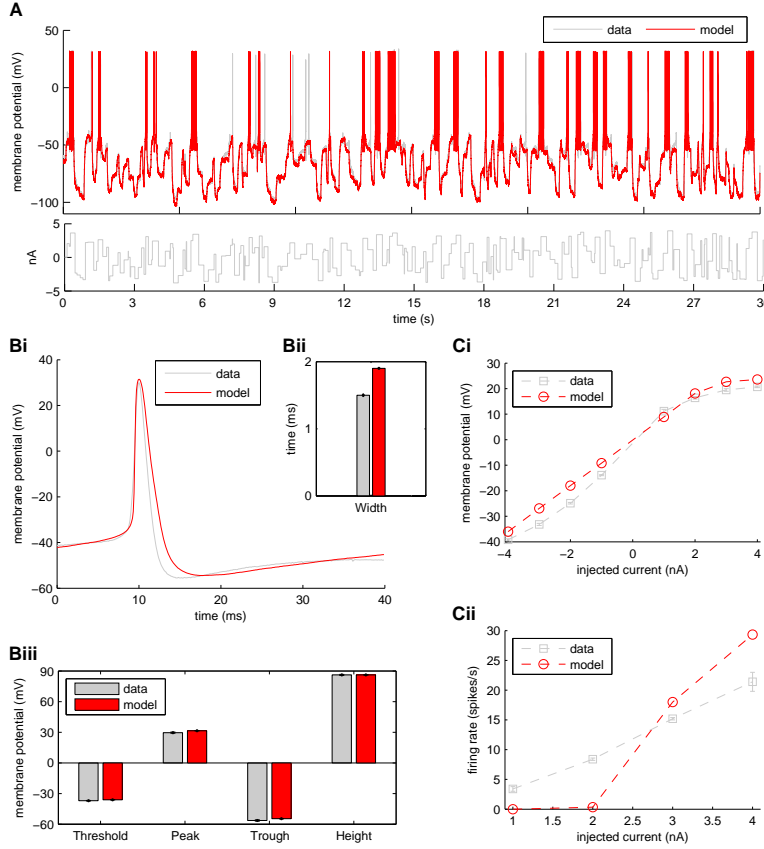 A
data
model
50
0
−50
−100
membrane potential (mV)
5
0
−5
nA
0
3
6
9
12
15
18
21
24
27
3
time (s)
Bi
40
20
0
−20
−40
−60
membrane potential (mV)
data
model
0
10
20
30
40
time (ms)
Bii
2
1
0
time (ms)
Width
Ci
30
20
10
0
−10
−20
−30
−40
membrane potential (mV)
data
model
−4
−2
0
2
4
injected current (nA)
Biii
90
60
30
0
−30
−60
membrane potential (mV)
data
model
Threshold
Peak
Trough
Height
Cii
30
25
20
15
10
5
0
firing rate (spikes/s)
data
model
1
1.5
2
2.5
3
3.5
4
injected current (nA)